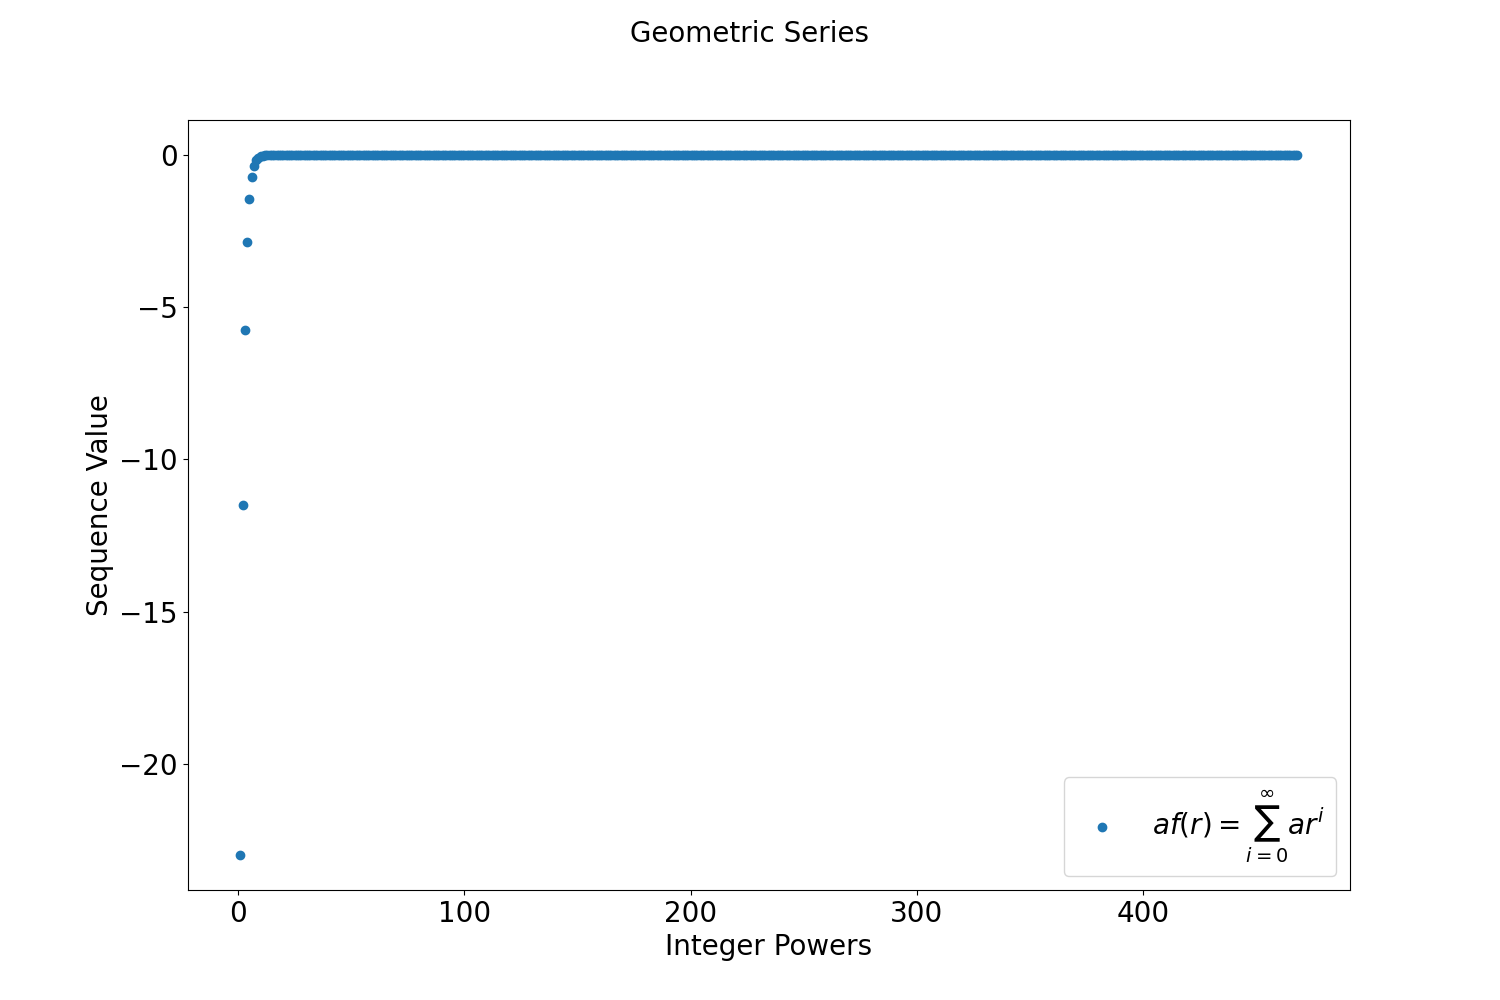 Geometric Series
0
−5
−10
−15
−20
Sequence Value
0 100 200 300 400
Integer Powers
af(r) = ∑_{i=0}^{∞} ar^i